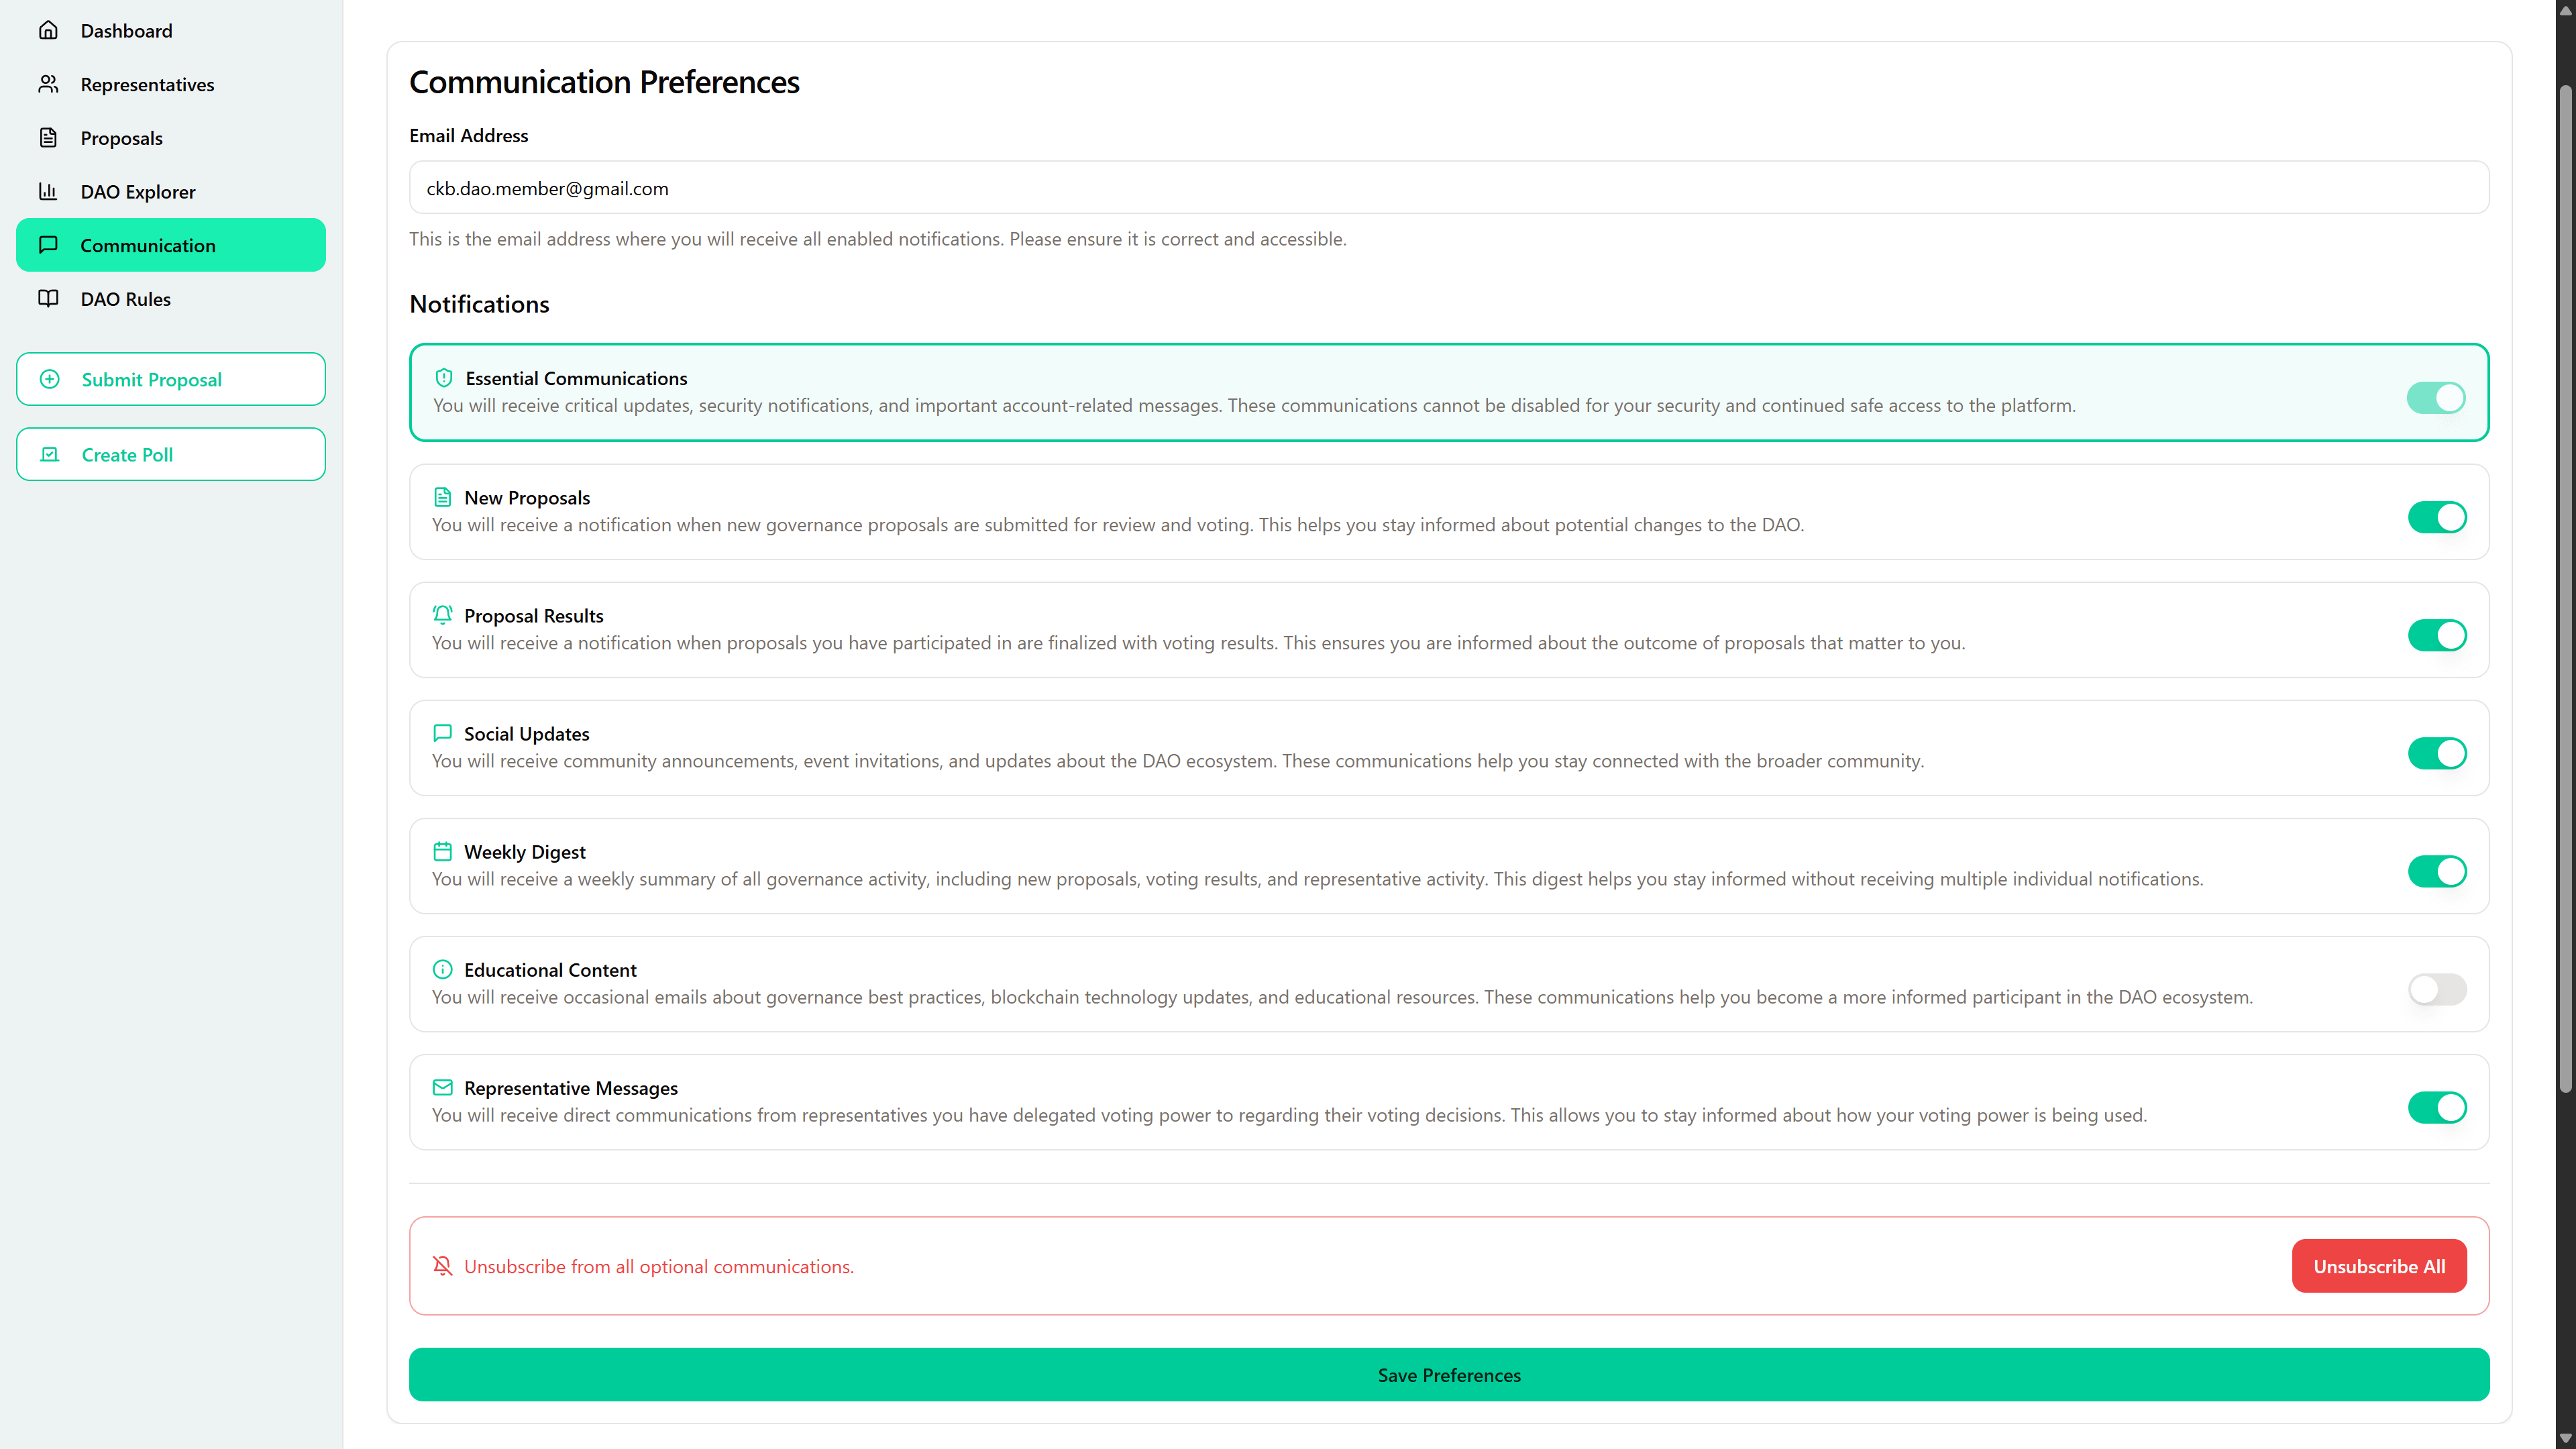 Dashboard
Representatives
Proposals
DAO Explorer
Communication
DAO Rules
Submit Proposal
Create Poll
Communication Preferences
Email Address
ckb.dao.member@gmail.com
This is the email address where you will receive all enabled notifications. Please ensure it is correct and accessible.
Notifications
Essential Communications
You will receive critical updates, security notifications, and important account-related messages. These communications cannot be disabled for your security and continued safe access to the platform.
New Proposals
You will receive a notification when new governance proposals are submitted for review and voting. This helps you stay informed about potential changes to the DAO.
Proposal Results
You will receive a notification when proposals you have participated in are finalized with voting results. This ensures you are informed about the outcome of proposals that matter to you.
Social Updates
You will receive community announcements, event invitations, and updates about the DAO ecosystem. These communications help you stay connected with the broader community.
Weekly Digest
You will receive a weekly summary of all governance activity, including new proposals, voting results, and representative activity. This digest helps you stay informed without receiving multiple individual notifications.
Educational Content
You will receive occasional emails about governance best practices, blockchain technology updates, and educational resources. These communications help you become a more informed participant in the DAO ecosystem.
Representative Messages
You will receive direct communications from representatives you have delegated voting power to regarding their voting decisions. This allows you to stay informed about how your voting power is being used.
Unsubscribe from all optional communications.
Unsubscribe All
Save Preferences